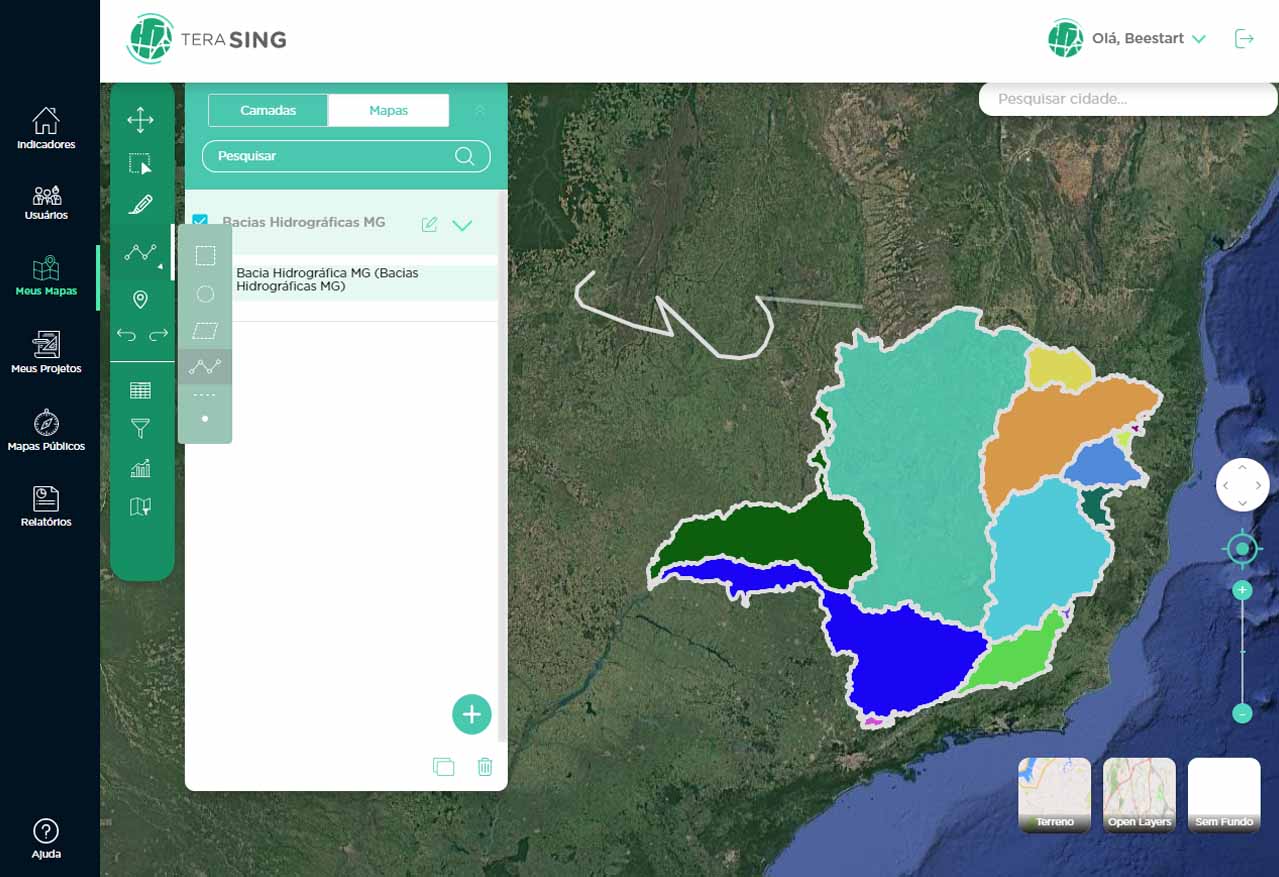 TERA SING
Olá, Beestart
Indicadores
Usuários
Meus Mapas
Meus Projetos
Mapas Públicos
Relatórios
Ajuda
Camadas
Mapas
Pesquisar
Bacias Hidrográficas MG
Bacia Hidrográfica MG (Bacias
Hidrográficas MG)
Pesquisar cidade...
Terreno
Open Layers
Sem Fundo